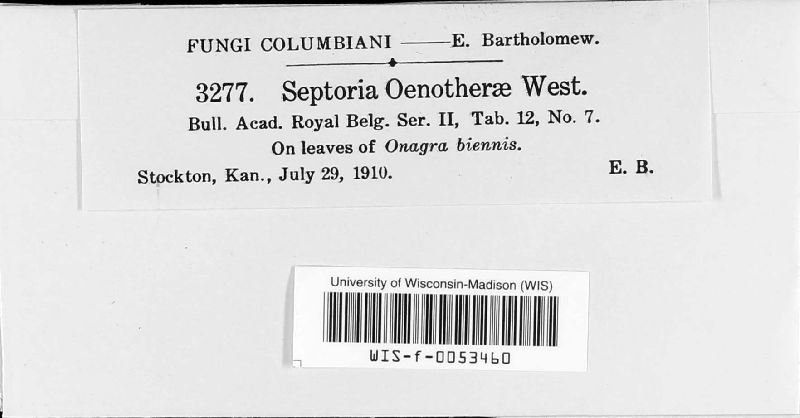 FUNGI COLUMBIANI —— E. Bartholomew.
3277. Septoria Oenotheræ West.
Bull. Acad. Royal Belg. Ser. II, Tab. 12, No. 7.
On leaves of Onagra biennis.
Stockton, Kan., July 29, 1910. E. B.
University of Wisconsin-Madison (WIS)
WIS-f-0053460